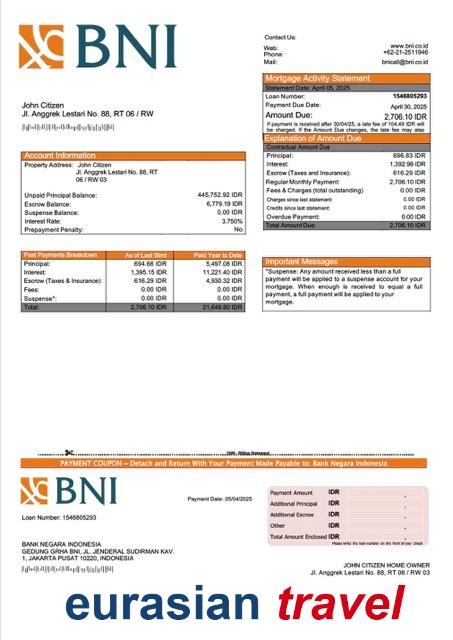 BNI
Contact Us:
Web: www.bni.co.id
Phone: +62-21-2511946
Mail: bnicall@bni.co.id
Mortgage Activity Statement
Statement Date: April 05, 2025
Loan Number: 1546805293
Payment Due Date: April 30, 2025
Amount Due: 2,706.10 IDR
If payment is received after 30/04/25, a late fee of 104.49 IDR will
be charged. If the Amount Due changes, the late fee may also
John Citizen
Jl. Anggrek Lestari No. 88, RT 06 / RW
Explanation of Amount Due
Contractual Amount Due
Principal: 696.83 IDR
Interest: 1,392.98 IDR
Escrow (Taxes and Insurance): 616.29 IDR
Regular Monthly Payment: 2,706.10 IDR
Fees & Charges (total outstanding): 0.00 IDR
Charges since last statement: 0.00 IDR
Credits since last statement: 0.00 IDR
Overdue Payment: 0.00 IDR
Total Amount Due: 2,706.10 IDR
Account Information
Property Address: John Citizen
Jl. Anggrek Lestari No. 88, RT
06 / RW 03
Unpaid Principal Balance: 445,752.92 IDR
Escrow Balance: 6,779.19 IDR
Suspense Balance: 0.00 IDR
Interest Rate: 3.750%
Prepayment Penalty: No
Past Payments Breakdown As of Last Stmt Paid Year to Date
Principal: 694.66 IDR 5,497.08 IDR
Interest: 1,395.15 IDR 11,221.40 IDR
Escrow (Taxes & Insurance): 616.29 IDR 4,930.32 IDR
Fees: 0.00 IDR 0.00 IDR
Suspense*: 0.00 IDR 0.00 IDR
Total: 2,706.10 IDR 21,648.80 IDR
Important Messages
*Suspense: Any amount received less than a full
payment will be applied to a suspense account for your
mortgage. When enough is received to equal a full
payment, a full payment will be applied to your
mortgage.
PAYMENT COUPON – Detach and Return With Your Payment Made Payable to: Bank Negara Indonesia
BNI
Payment Date: 05/04/2025
Loan Number: 1546805293
Payment Amount IDR .
Additional Principal IDR .
Additional Escrow IDR .
Other IDR .
Total Amount Enclosed IDR .
Please write the loan number on the front of your check
BANK NEGARA INDONESIA
GEDUNG GRHA BNI, JL. JENDERAL SUDIRMAN KAV.
1, JAKARTA PUSAT 10220, INDONESIA
JOHN CITIZEN HOME OWNER
Jl. Anggrek Lestari No. 88, RT 06 / RW 03
eurasian travel